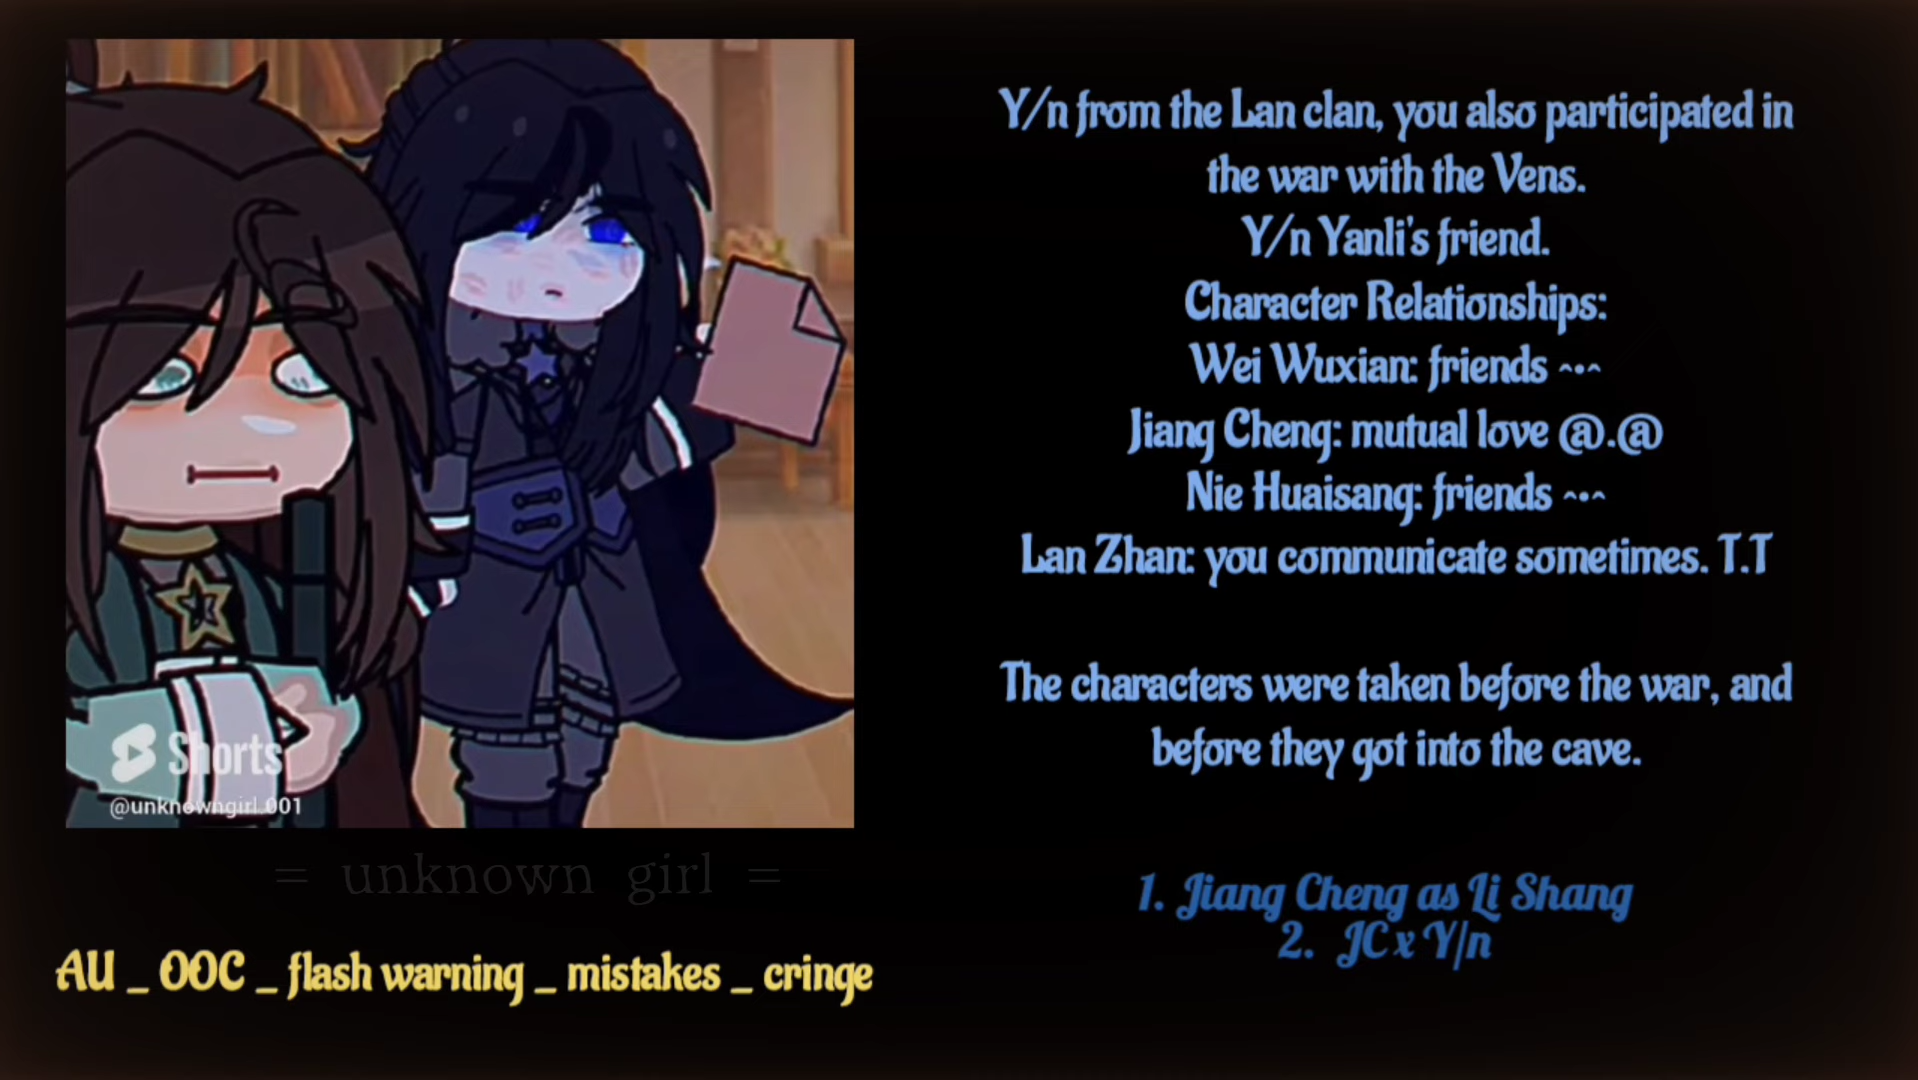 Shorts
@unknowngirl.001
= unknown girl =
AU _ OOC _ flash warning _ mistakes _ cringe
Y/n from the Lan clan, you also participated in
the war with the Vens.
Y/n Yanli's friend.
Character Relationships:
Wei Wuxian: friends ^•^
Jiang Cheng: mutual love @.@
Nie Huaisang: friends ^•^
Lan Zhan: you communicate sometimes. T.T
The characters were taken before the war, and
before they got into the cave.
1. Jiang Cheng as Li Shang
2. JC x Y/n